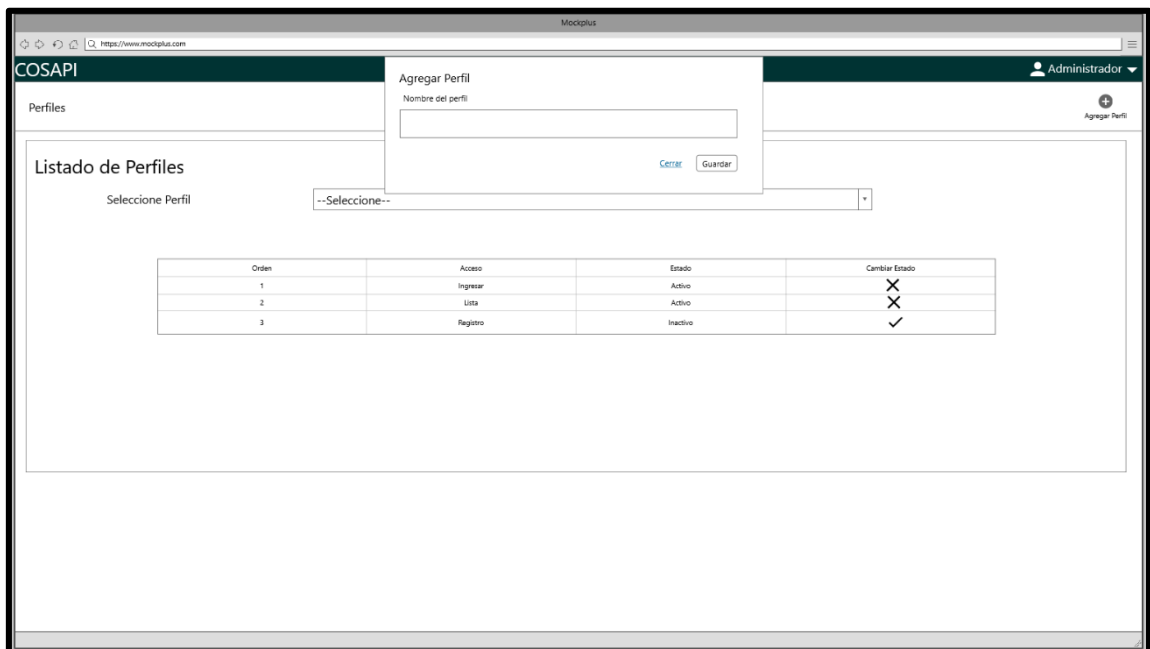 Mockplus
https://www.mockplus.com
COSAPI
Administrador
Agregar Perfil
Nombre del perfil
Cerrar Guardar
Perfiles
Agregar Perfil
Listado de Perfiles
Seleccione Perfil --Seleccione--
Orden Acceso Estado Cambiar Estado
1 Ingresar Activo
2 Lista Activo
3 Registro Inactivo